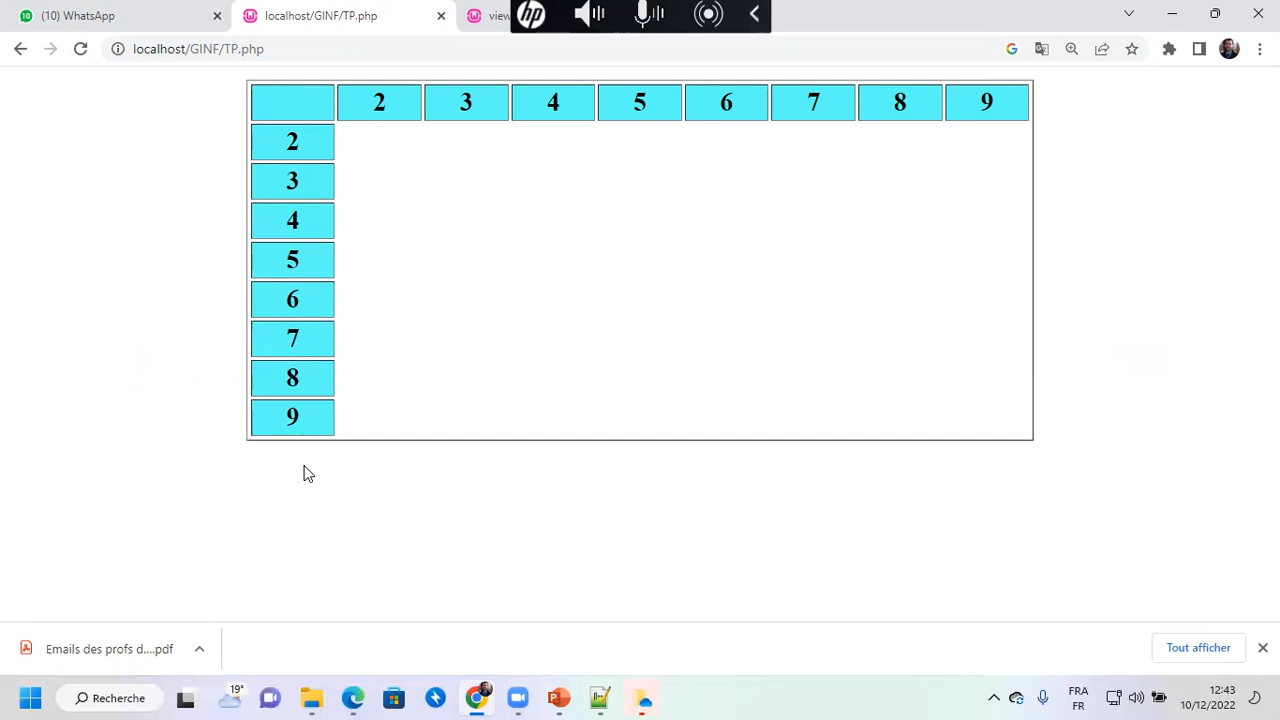 (10) WhatsApp
localhost/GINF/TP.php
view
hp
localhost/GINF/TP.php
2 3 4 5 6 7 8 9
2
3
4
5
6
7
8
9
Emails des profs d....pdf
Tout afficher
19°
Recherche
FRA
FR
12:43
10/12/2022